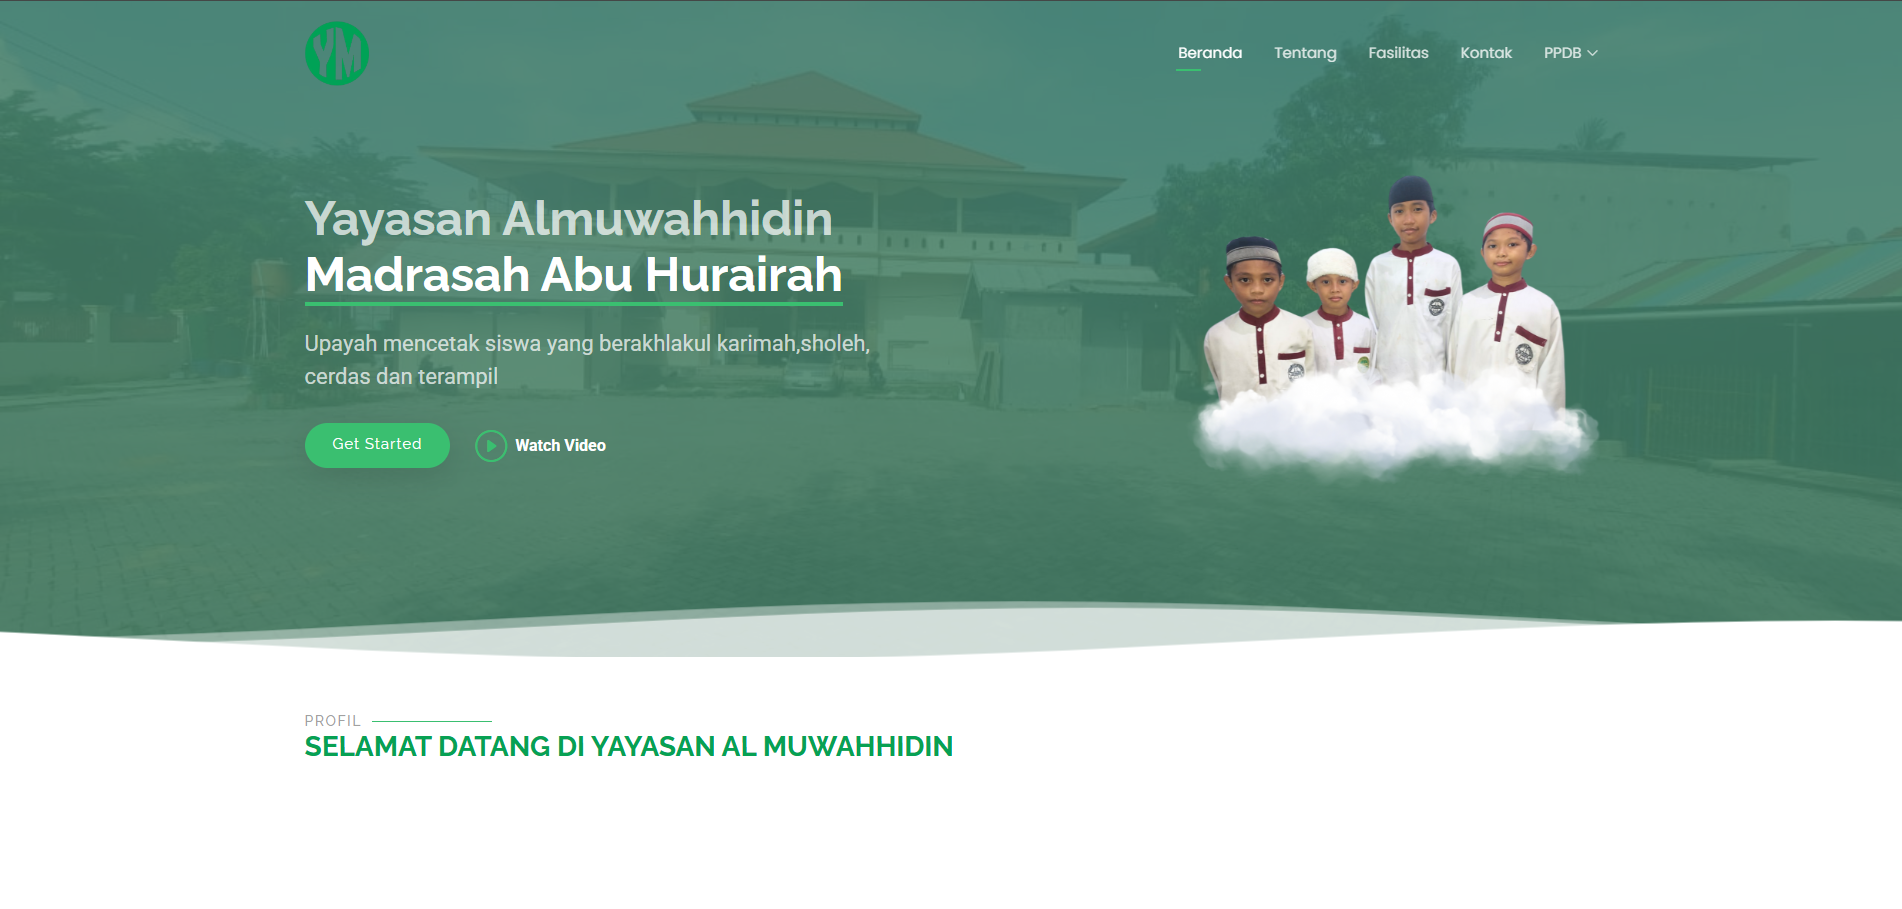 YM
Beranda Tentang Fasilitas Kontak PPDB
Yayasan Almuwahhidin
Madrasah Abu Hurairah
Upayah mencetak siswa yang berakhlakul karimah,sholeh,
cerdas dan terampil
Get Started Watch Video
PROFIL
SELAMAT DATANG DI YAYASAN AL MUWAHHIDIN